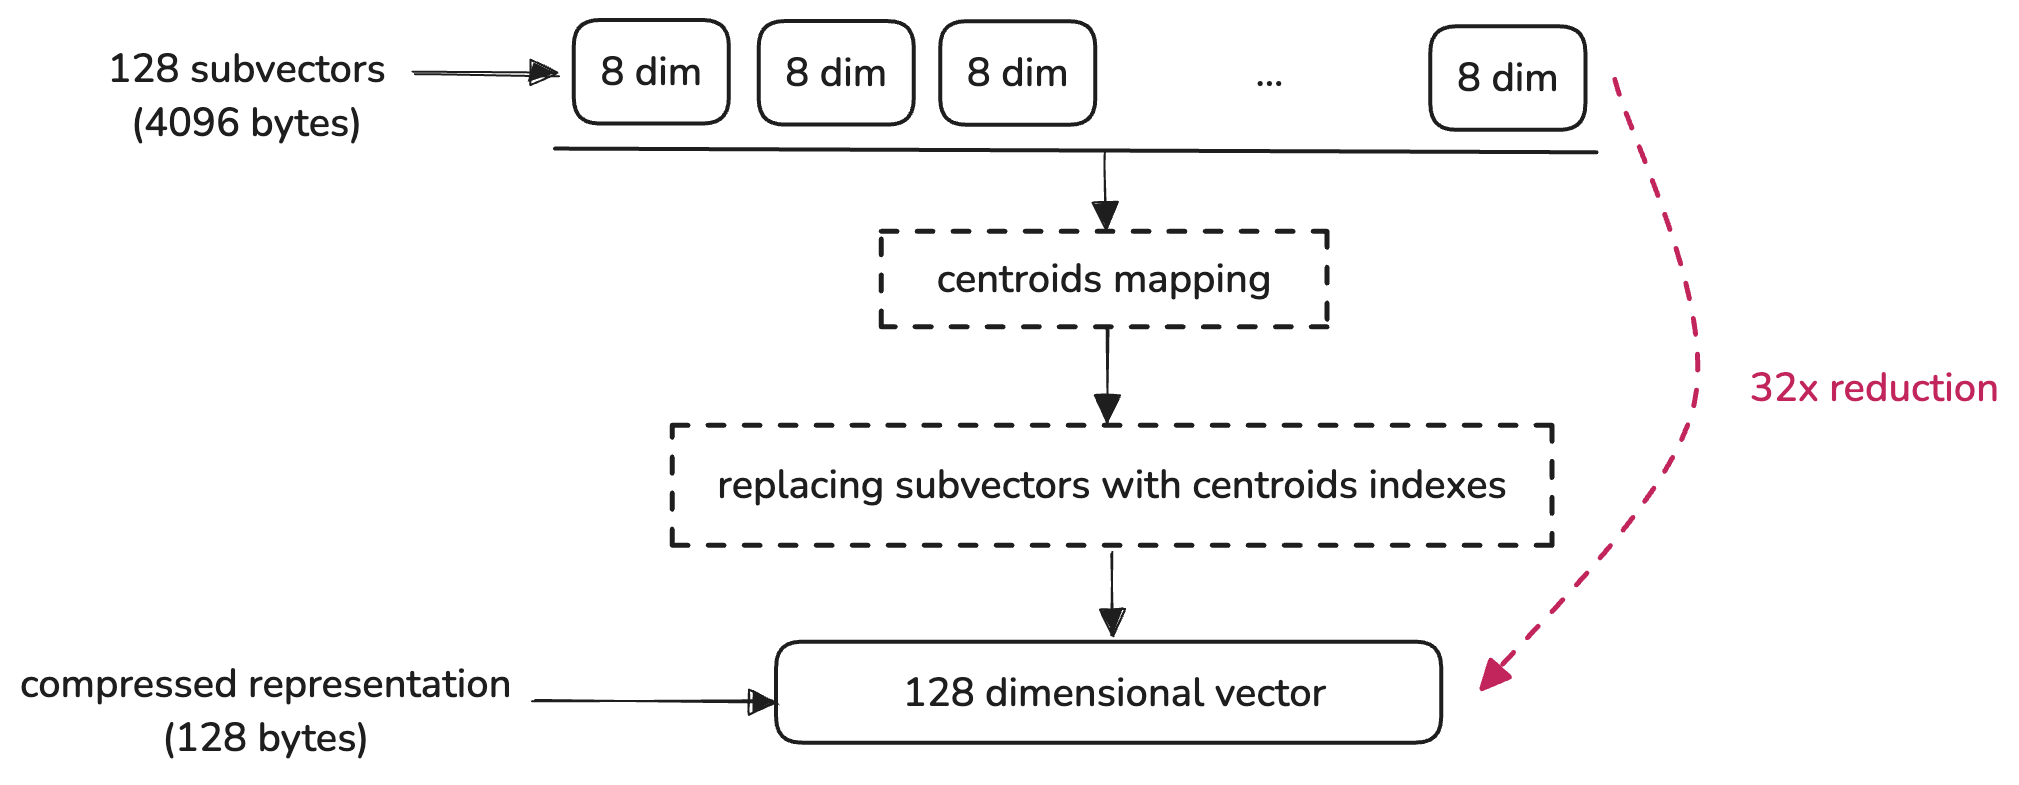 128 subvectors
(4096 bytes)
8 dim
8 dim
8 dim
...
8 dim
centroids mapping
32x reduction
replacing subvectors with centroids indexes
compressed representation
(128 bytes)
128 dimensional vector